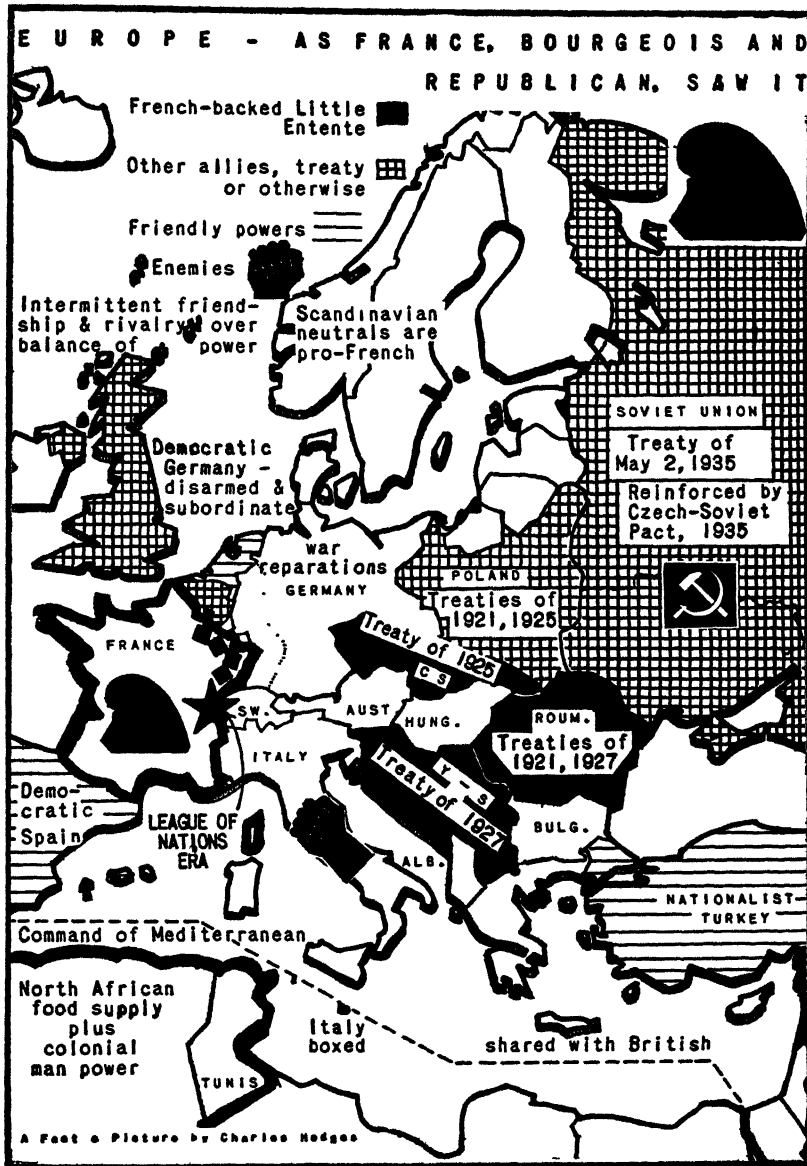 EUROPE - AS FRANCE, BOURGEOIS AND
REPUBLICAN, SAW IT
French-backed Little
Entente
Other allies, treaty
or otherwise
Friendly powers
Enemies
Intermittent friend-
ship & rivalry over
balance of power
Scandinavian
neutrals are
pro-French
SOVIET UNION
Treaty of
May 2, 1935
Reinforced by
Czech-Soviet
Pact, 1935
Democratic
Germany -
disarmed &
subordinate
war
reparations
GERMANY
POLAND
Treaties of
1921, 1925
FRANCE
Treaty of 1925
C S
SW.
AUST.
HUNG.
ROUM.
Treaties of
1921, 1927
ITALY
Y - S
Treaty of 1927
Demo-
cratic
Spain
LEAGUE OF
NATIONS
ERA
BULG.
ALB.
NATIONALIST
TURKEY
Command of Mediterranean
North African
food supply
plus
colonial
man power
Italy
boxed
shared with British
TUNIS
A Fact & Picture by Charles Hodges